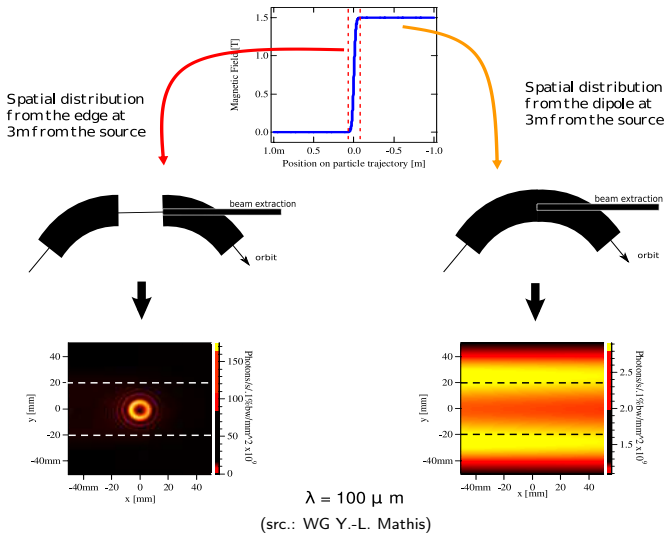 1.5
1.0
0.5
0.0
Magnetic Field [T]
1.0m 0.5 0.0 -0.5 -1.0
Position on particle trajectory [m]
Spatial distribution
from the edge at
3m from the source
Spatial distribution
from the dipole at
3m from the source
beam extraction
orbit
beam extraction
orbit
40
20
0
-20
-40mm
y [mm]
-40mm -20 0 20 40
x [mm]
150
100
50
0
Photons/s/.1%bw/mm^2 x10^9
40
20
0
-20
-40mm
y [mm]
-40mm -20 0 20 40
x [mm]
2.5
2.0
1.5
Photons/s/.1%bw/mm^2 x10^9
λ = 100 μ m
(src.: WG Y.-L. Mathis)